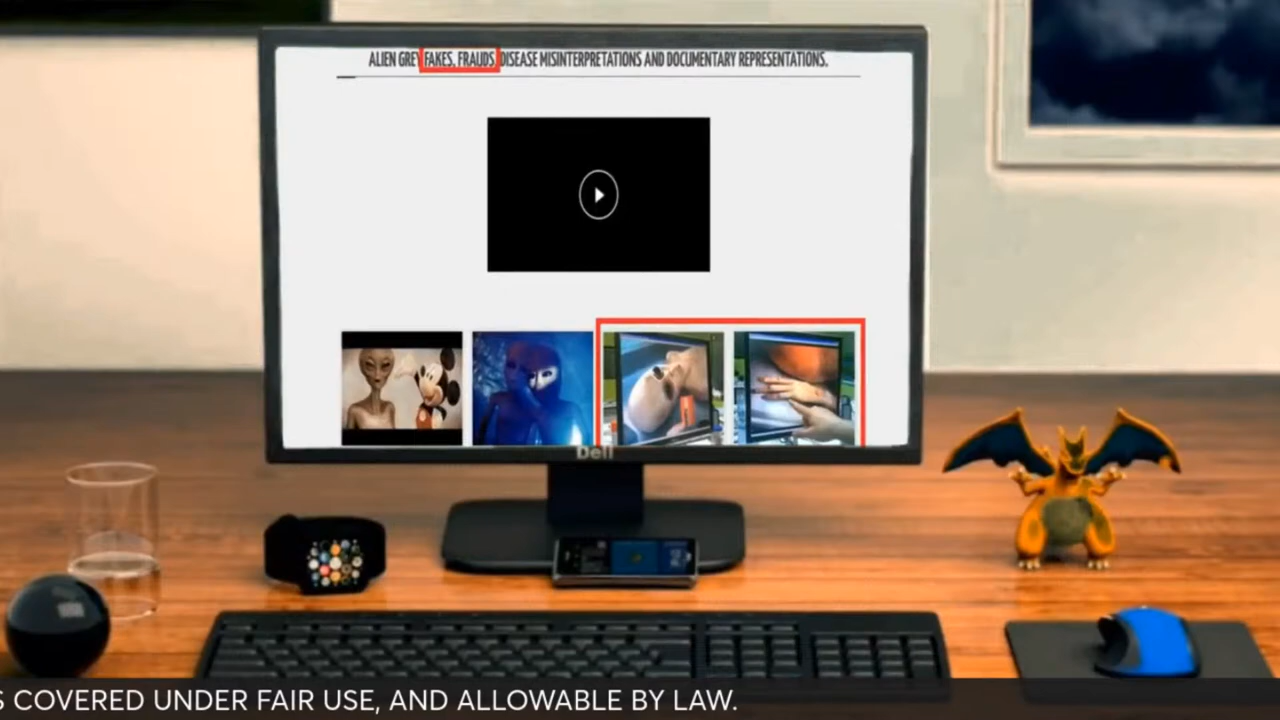 ALIEN GREY FAKES, FRAUDS, DISEASE MISINTERPRETATIONS AND DOCUMENTARY REPRESENTATIONS.
Dell
S COVERED UNDER FAIR USE, AND ALLOWABLE BY LAW.